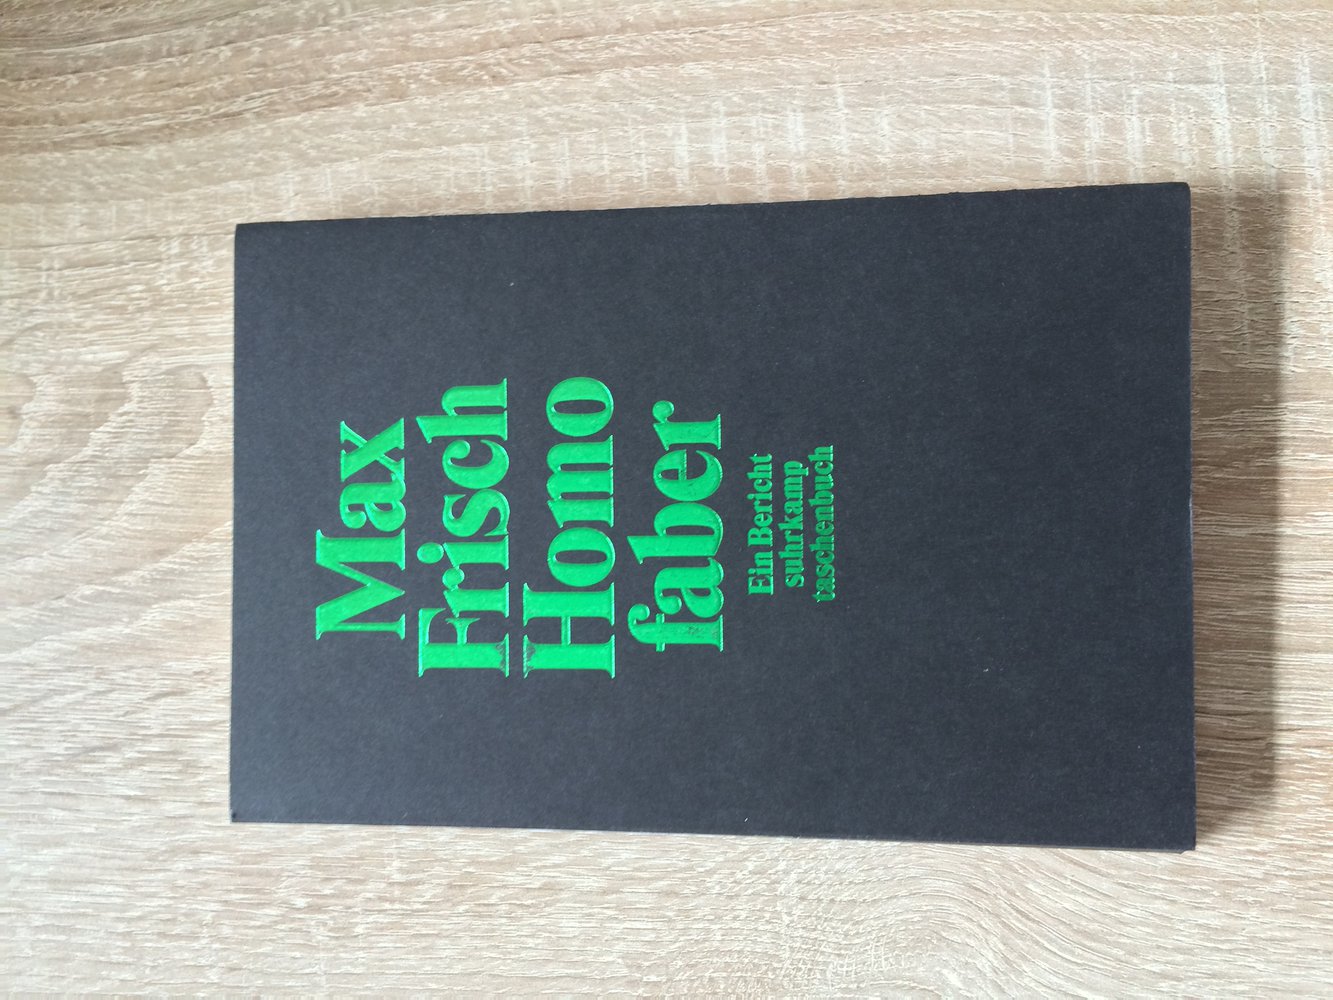 Max
Frisch
Homo
faber
Ein Bericht
suhrkamp
taschenbuch